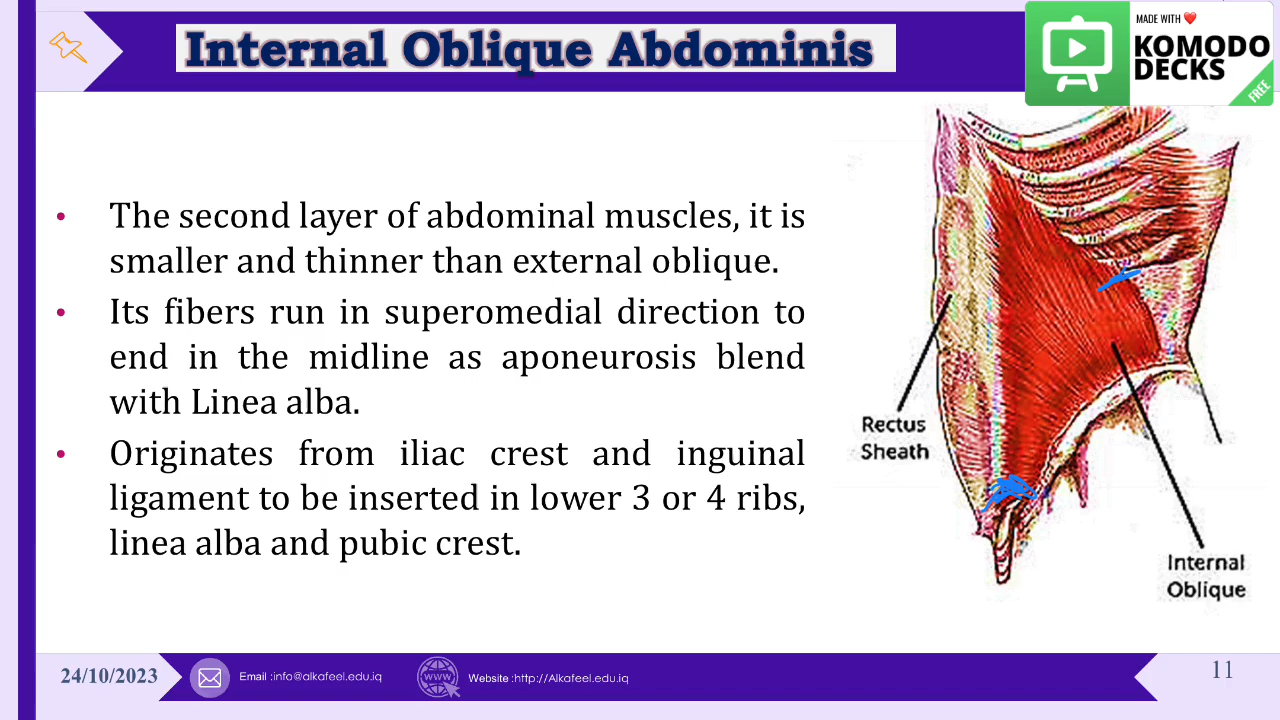 Internal Oblique Abdominis
MADE WITH ❤
KOMODO
DECKS
FREE
• The second layer of abdominal muscles, it is
smaller and thinner than external oblique.
• Its fibers run in superomedial direction to
end in the midline as aponeurosis blend
with Linea alba.
• Originates from iliac crest and inguinal
ligament to be inserted in lower 3 or 4 ribs,
linea alba and pubic crest.
Rectus
Sheath
Internal
Oblique
24/10/2023
Email :info@alkafeel.edu.iq
WWW
Website :http://Alkafeel.edu.iq
11